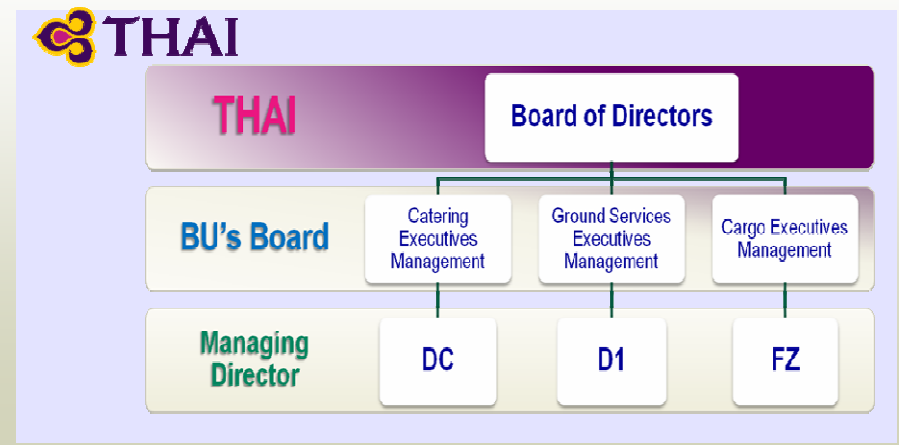 THAI
THAI
Board of Directors
BU's Board
Catering
Executives
Management
Ground Services
Executives
Management
Cargo Executives
Management
Managing
Director
DC
D1
FZ